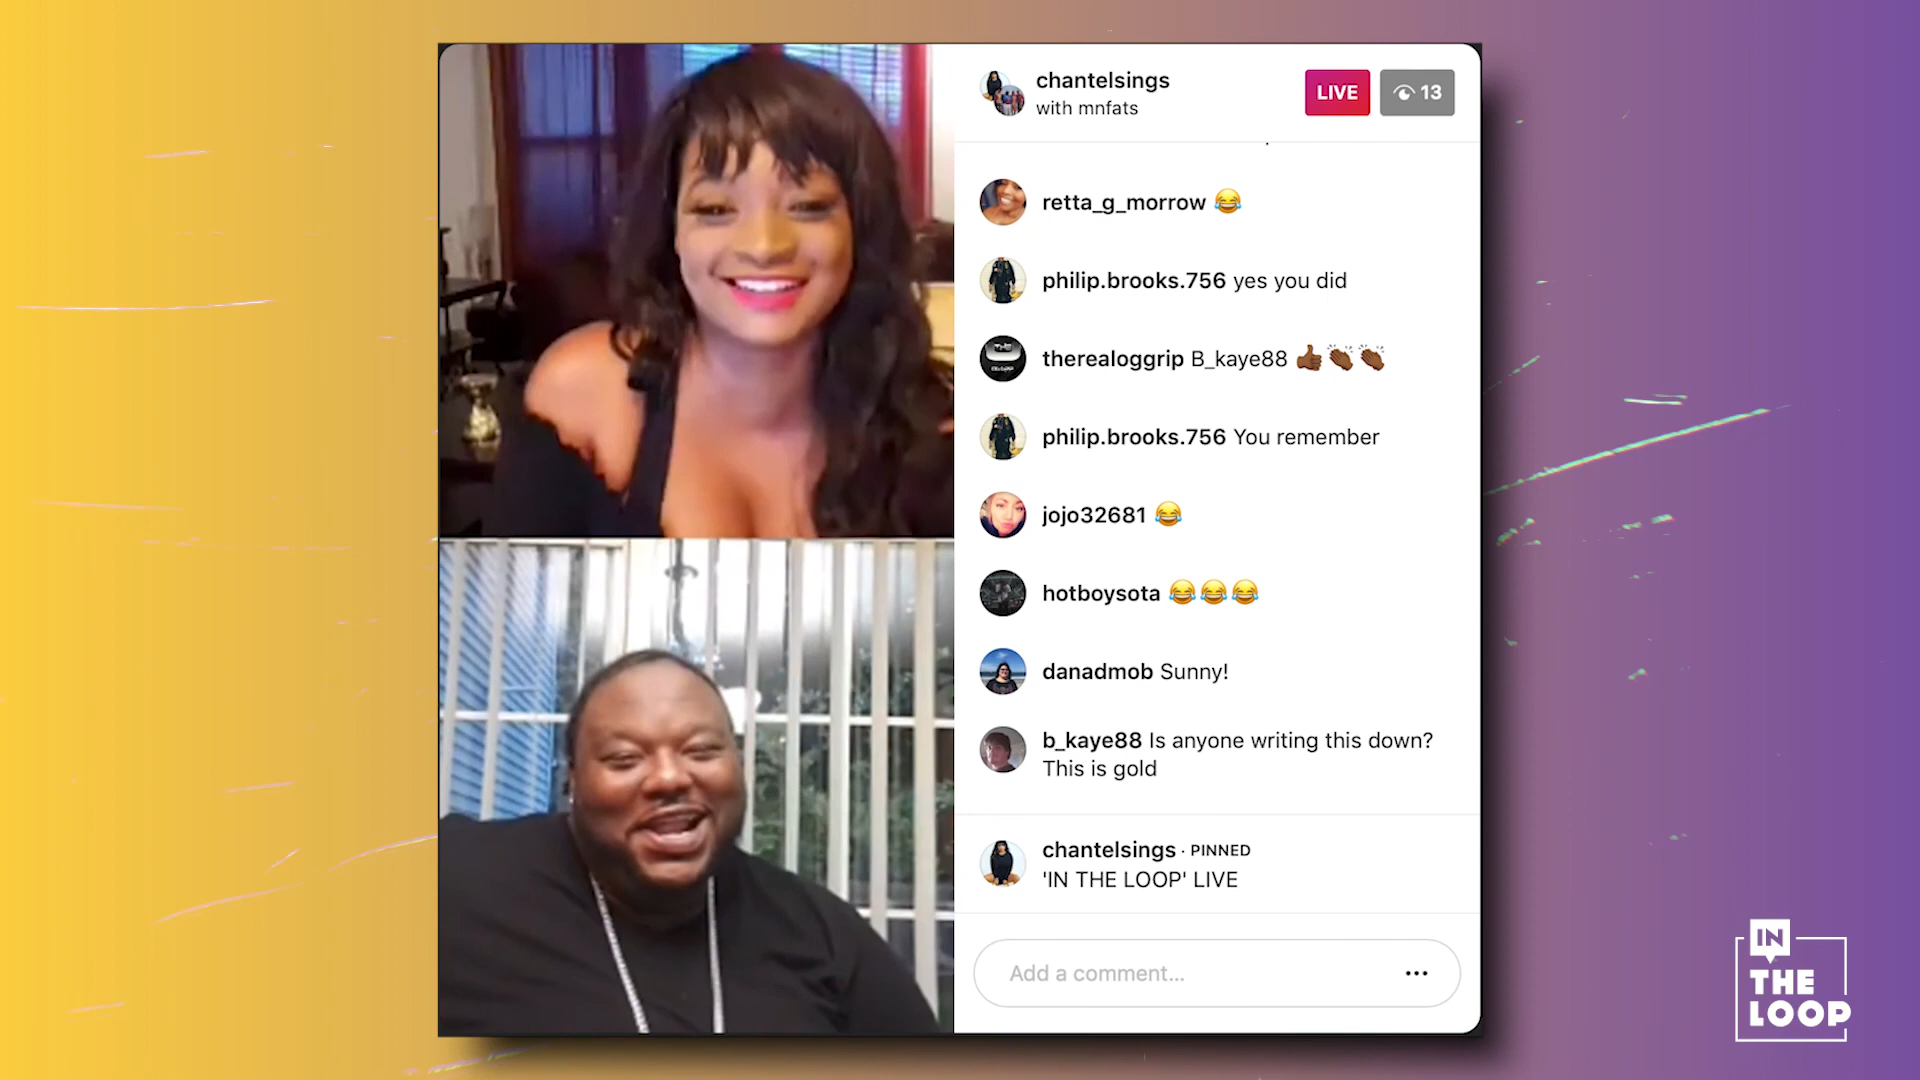 chantelsings
with mnfats
LIVE
13
retta_g_morrow 😂
philip.brooks.756 yes you did
therealoggrip B_kaye88 👍🏾👏🏾👏🏾
philip.brooks.756 You remember
jojo32681 😂
hotboysota 😂😂😂
danadmob Sunny!
b_kaye88 Is anyone writing this down?
This is gold
chantelsings · PINNED
'IN THE LOOP' LIVE
Add a comment...
IN
THE
LOOP